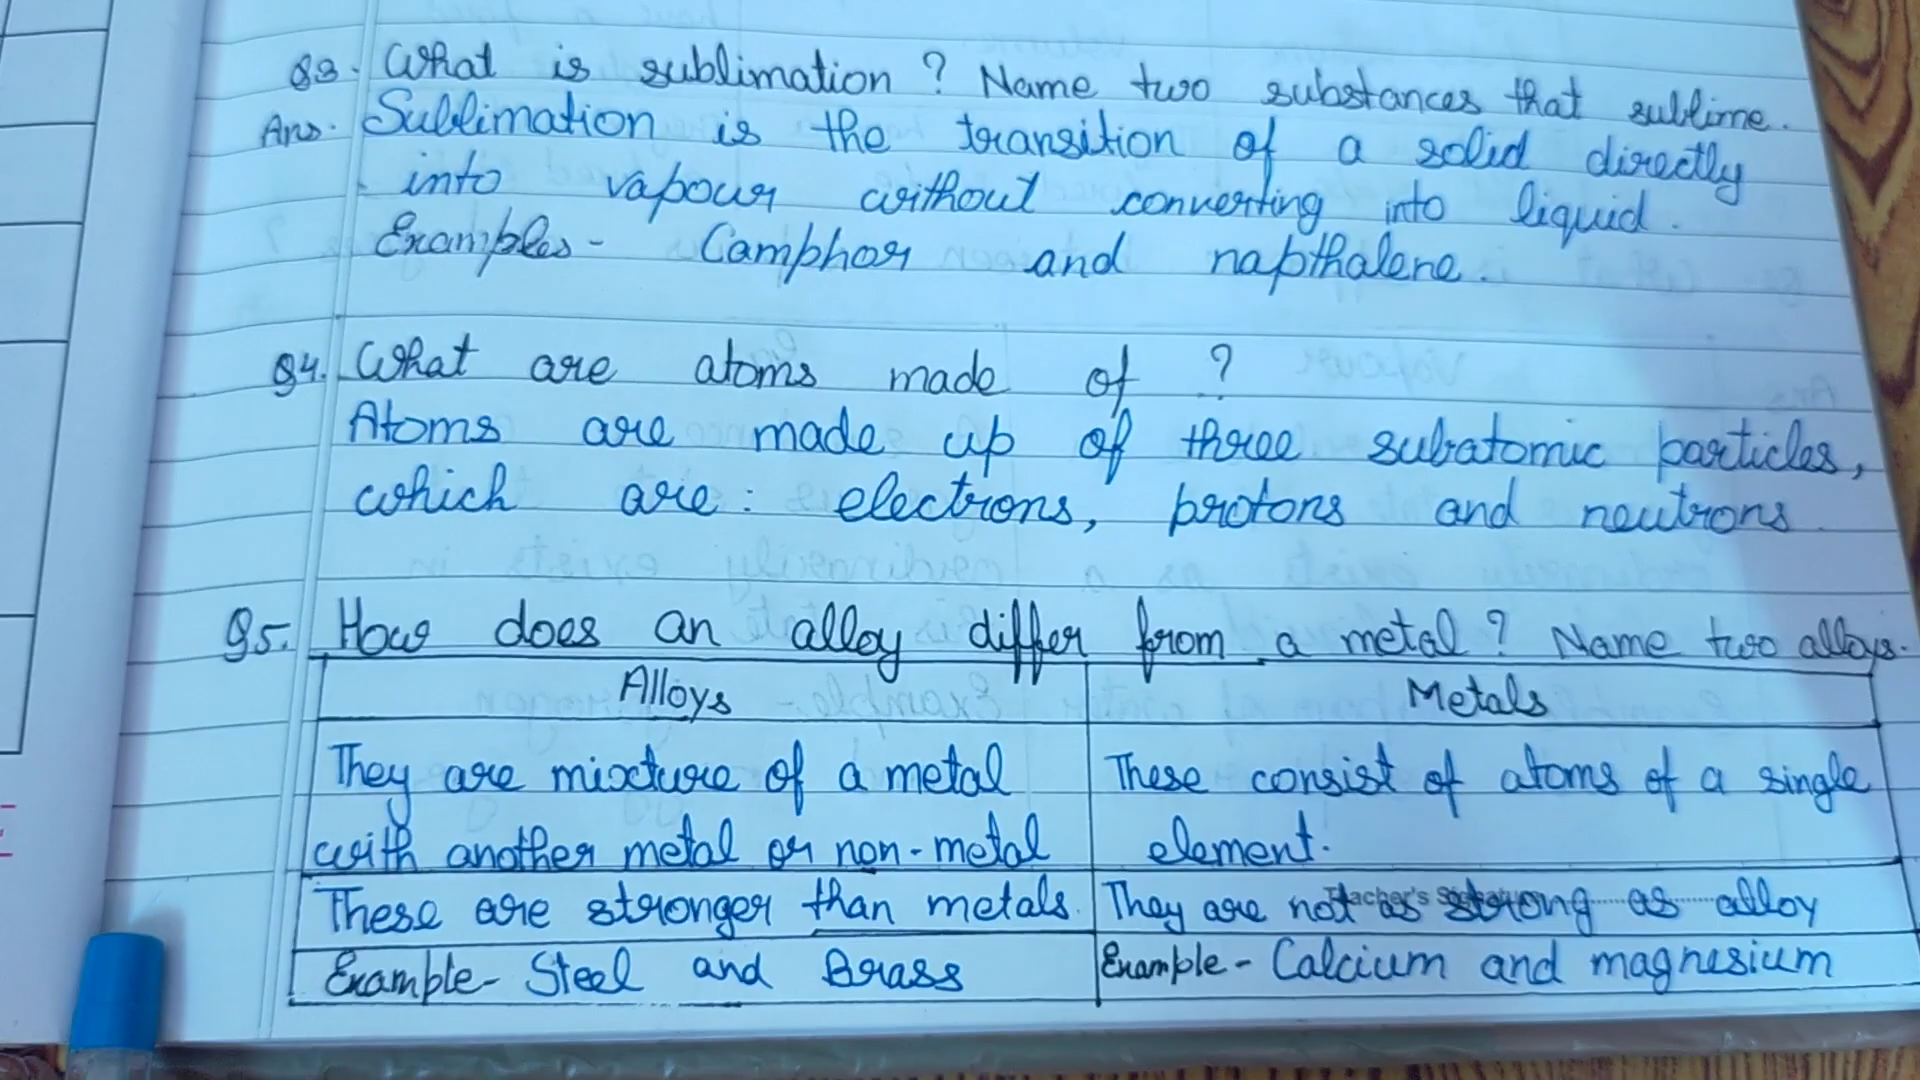 Q3. What is sublimation ? Name two substances that sublime.
Ans. Sublimation is the transition of a solid directly
into vapour without converting into liquid.
Examples - Camphor and napthalene.
Q4. What are atoms made of ?
Atoms are made up of three subatomic particles,
which are : electrons, protons and neutrons.
Q5. How does an alloy differ from a metal ? Name two alloys.
Alloys Metals
They are mixture of a metal These consist of atoms of a single
with another metal or non-metal element.
These are stronger than metals. They are not as strong as alloy
Teacher's Signature
Example - Steel and Brass Example - Calcium and magnesium